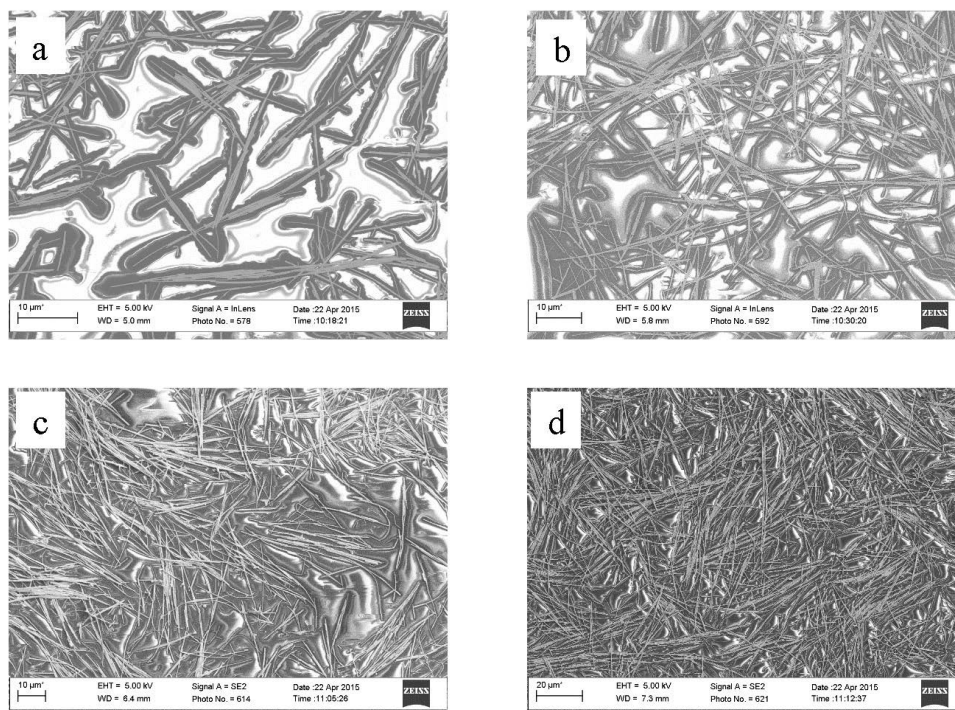 a
10 µm*
EHT = 5.00 kV Signal A = InLens Date :22 Apr 2015
WD = 5.0 mm Photo No. = 578 Time :10:18:21
ZEISS
b
10 µm*
EHT = 5.00 kV Signal A = InLens Date :22 Apr 2015
WD = 5.8 mm Photo No. = 592 Time :10:30:20
ZEISS
c
10 µm*
EHT = 5.00 kV Signal A = SE2 Date :22 Apr 2015
WD = 6.4 mm Photo No. = 614 Time :11:05:26
ZEISS
d
20 µm*
EHT = 5.00 kV Signal A = SE2 Date :22 Apr 2015
WD = 7.3 mm Photo No. = 621 Time :11:12:37
ZEISS